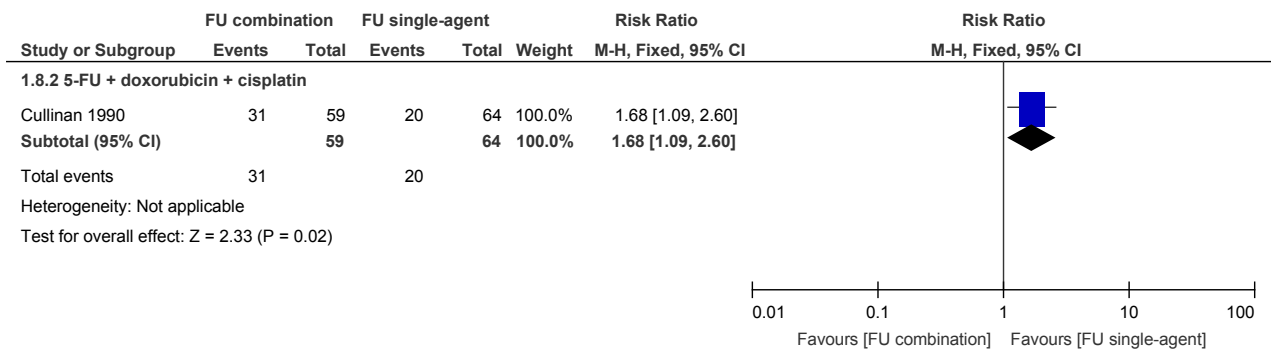 FU combination FU single-agent Risk Ratio Risk Ratio
Study or Subgroup Events Total Events Total Weight M-H, Fixed, 95% CI M-H, Fixed, 95% CI
1.8.2 5-FU + doxorubicin + cisplatin
Cullinan 1990 31 59 20 64 100.0% 1.68 [1.09, 2.60]
Subtotal (95% CI) 59 64 100.0% 1.68 [1.09, 2.60]
Total events 31 20
Heterogeneity: Not applicable
Test for overall effect: Z = 2.33 (P = 0.02)
0.01 0.1 1 10 100
Favours [FU combination] Favours [FU single-agent]